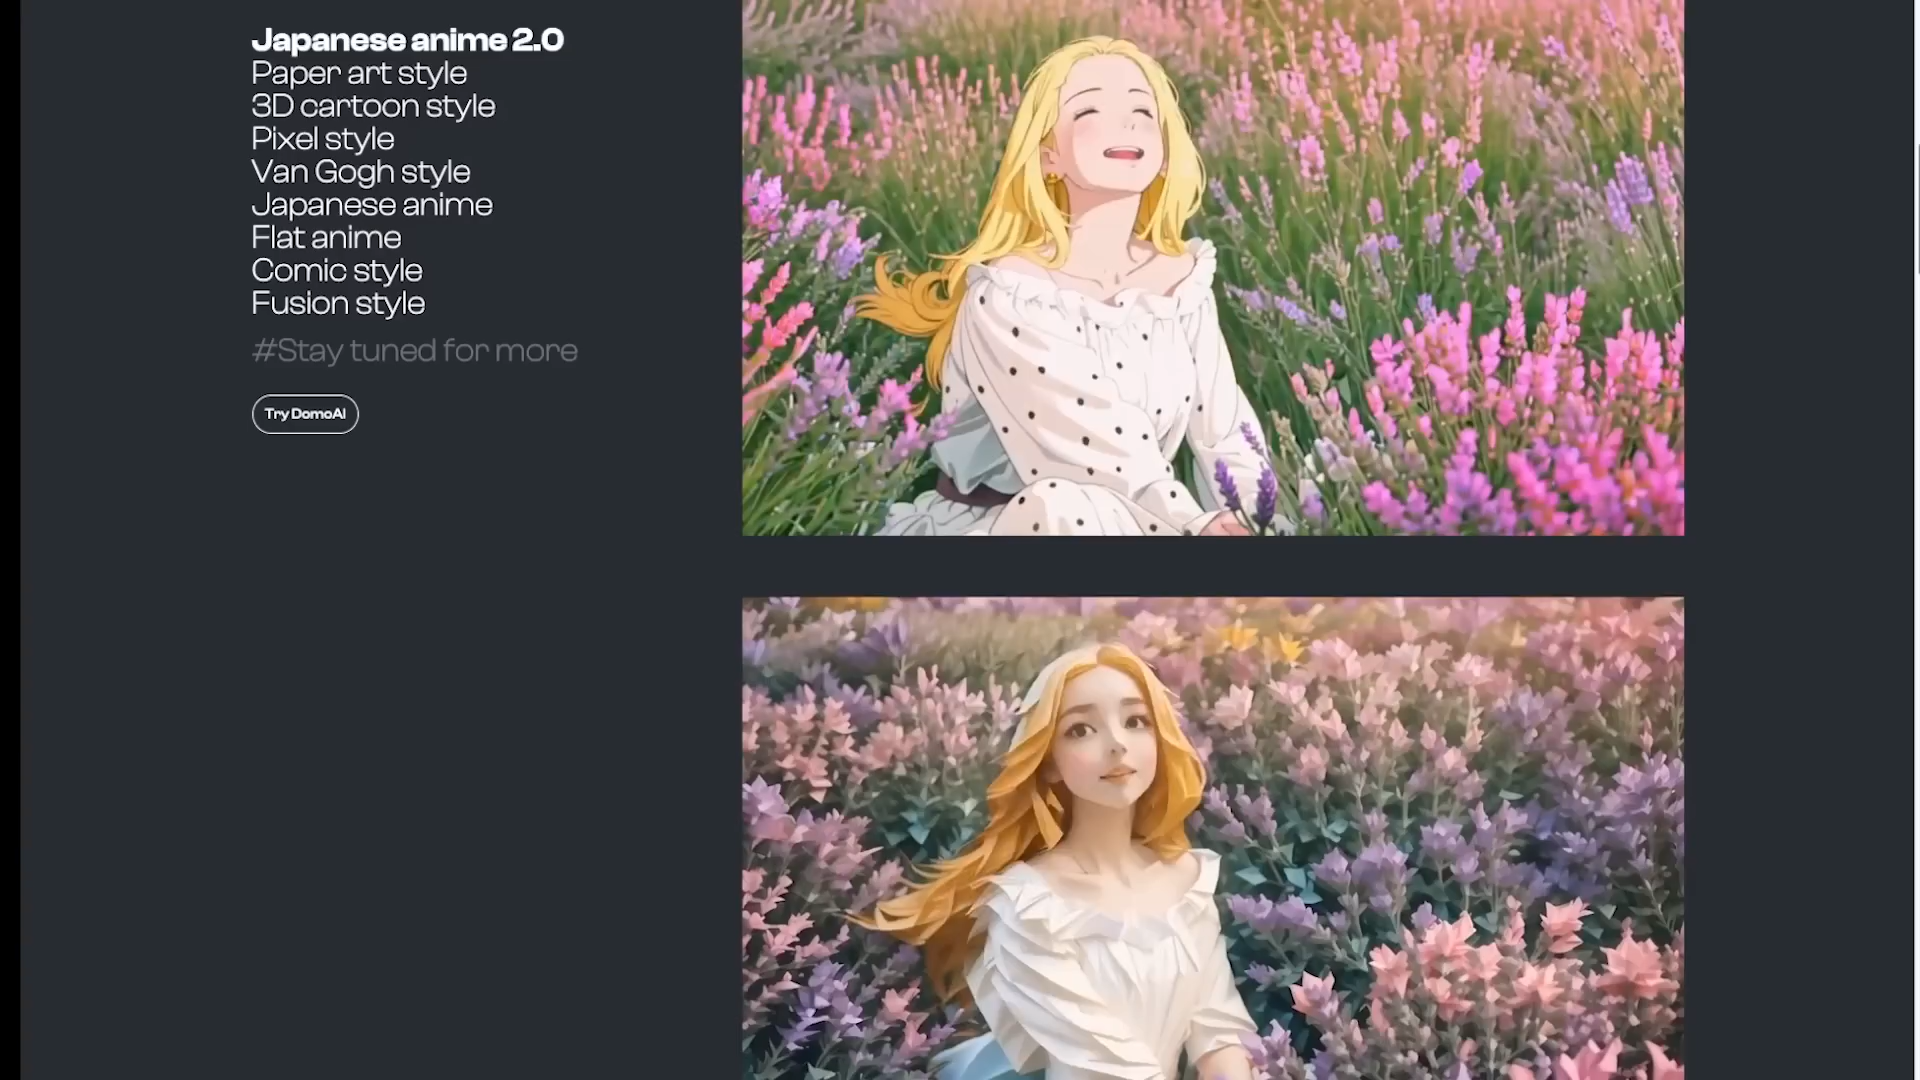 Japanese anime 2.0
Paper art style
3D cartoon style
Pixel style
Van Gogh style
Japanese anime
Flat anime
Comic style
Fusion style
#Stay tuned for more
Try DomoAI